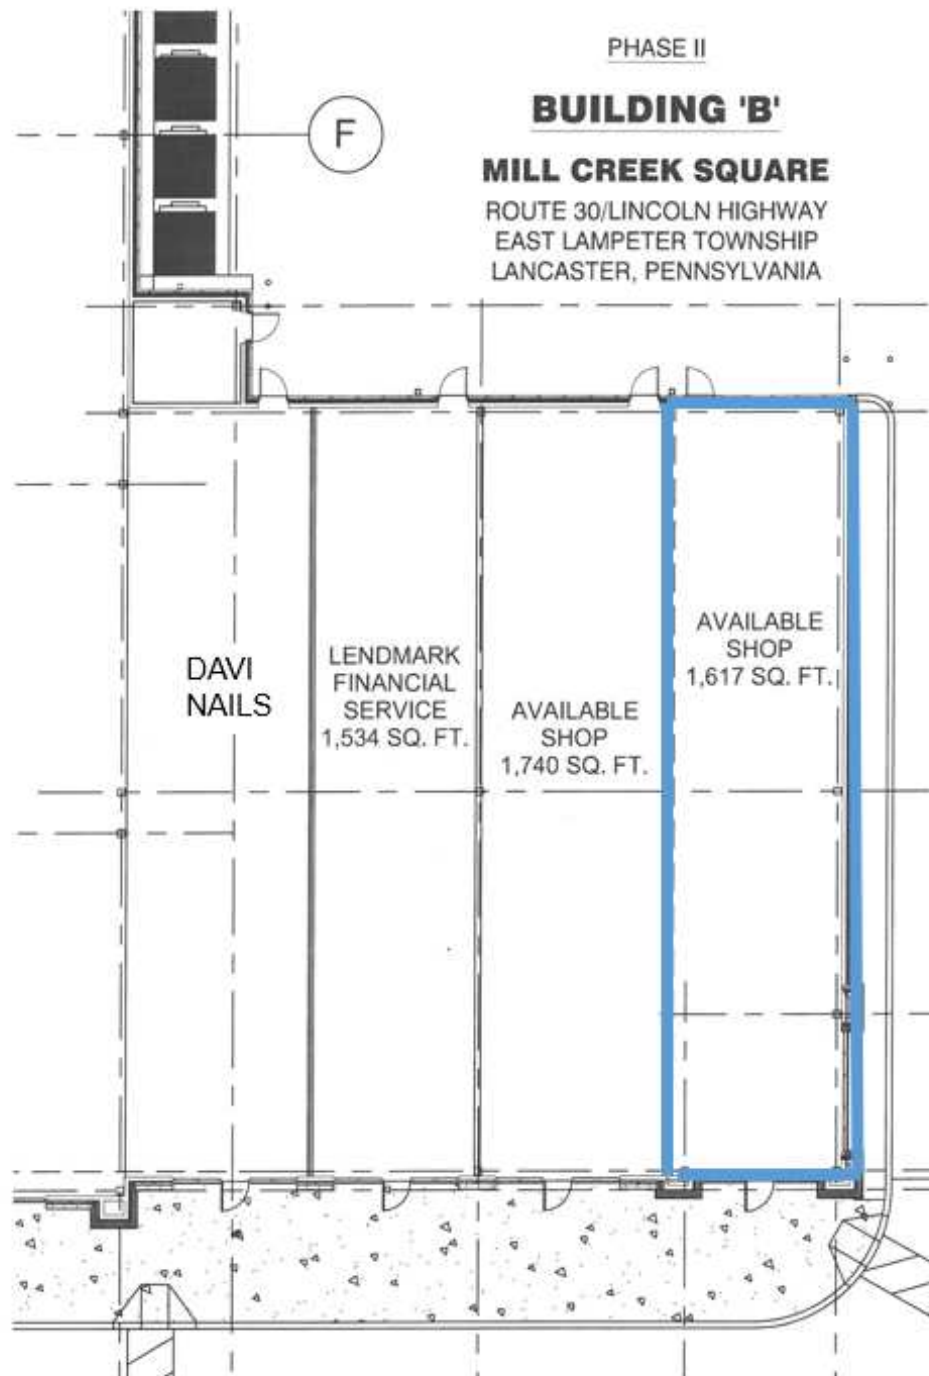 PHASE II
BUILDING 'B'
MILL CREEK SQUARE
ROUTE 30/LINCOLN HIGHWAY
EAST LAMPETER TOWNSHIP
LANCASTER, PENNSYLVANIA
F
DAVI
NAILS
LENDMARK
FINANCIAL
SERVICE
1,534 SQ. FT.
AVAILABLE
SHOP
1,740 SQ. FT.
AVAILABLE
SHOP
1,617 SQ. FT.